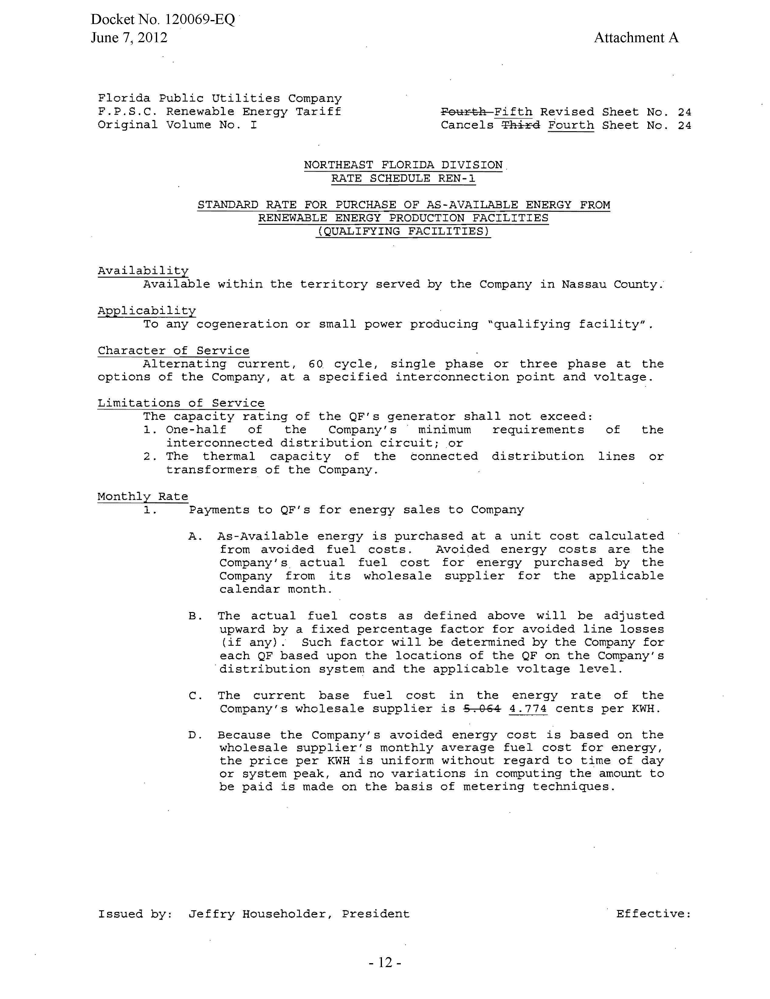 Docket No. 120069-EQ
June 7, 2012
Attachment A
Florida Public Utilities Company
F.P.S.C. Renewable Energy Tariff
Original Volume No. I
Fourth Fifth Revised Sheet No. 24
Cancels Third Fourth Sheet No. 24
NORTHEAST FLORIDA DIVISION
RATE SCHEDULE REN-1
STANDARD RATE FOR PURCHASE OF AS-AVAILABLE ENERGY FROM
RENEWABLE ENERGY PRODUCTION FACILITIES
(QUALIFYING FACILITIES)
Availability
Available within the territory served by the Company in Nassau County.
Applicability
To any cogeneration or small power producing "qualifying facility".
Character of Service
Alternating current, 60 cycle, single phase or three phase at the
options of the Company, at a specified interconnection point and voltage.
Limitations of Service
The capacity rating of the QF's generator shall not exceed:
1. One-half of the Company's minimum requirements of the
interconnected distribution circuit; or
2. The thermal capacity of the connected distribution lines or
transformers of the Company.
Monthly Rate
1. Payments to QF's for energy sales to Company
A. As-Available energy is purchased at a unit cost calculated
from avoided fuel costs. Avoided energy costs are the
Company's actual fuel cost for energy purchased by the
Company from its wholesale supplier for the applicable
calendar month.
B. The actual fuel costs as defined above will be adjusted
upward by a fixed percentage factor for avoided line losses
(if any). Such factor will be determined by the Company for
each QF based upon the locations of the QF on the Company's
distribution system and the applicable voltage level.
C. The current base fuel cost in the energy rate of the
Company's wholesale supplier is 5.064 4.774 cents per KWH.
D. Because the Company's avoided energy cost is based on the
wholesale supplier's monthly average fuel cost for energy,
the price per KWH is uniform without regard to time of day
or system peak, and no variations in computing the amount to
be paid is made on the basis of metering techniques.
Issued by: Jeffry Householder, President
Effective:
- 12 -